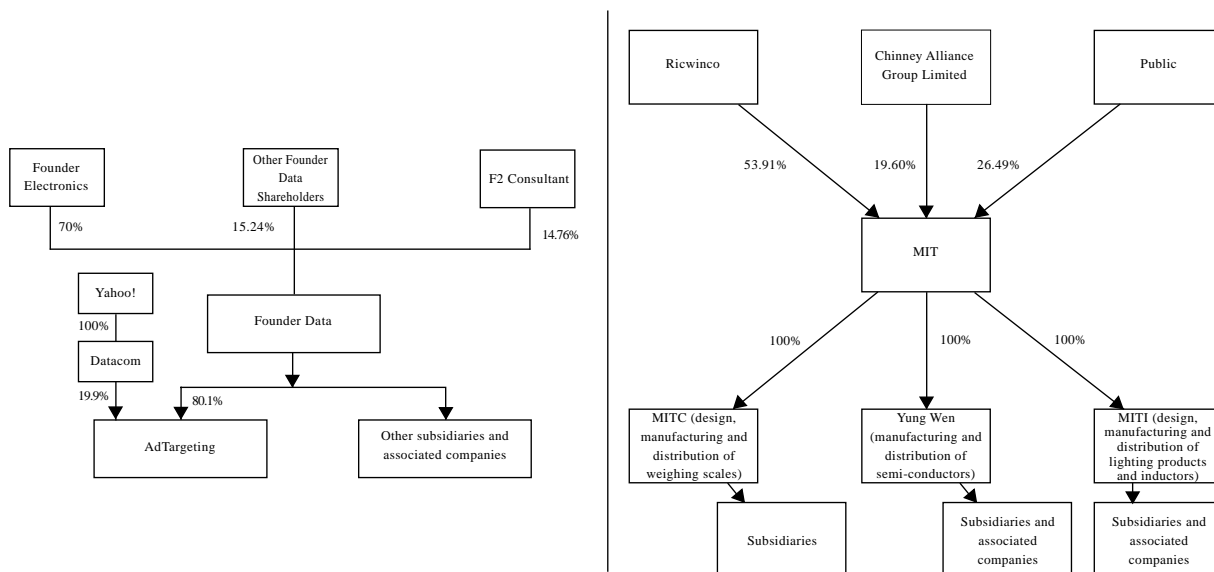 Founder
Electronics
Other Founder
Data
Shareholders
F2 Consultant
70%
15.24%
14.76%
Yahoo!
100%
Datacom
19.9%
Founder Data
80.1%
AdTargeting
Other subsidiaries and
associated companies
Ricwinco
Chinney Alliance
Group Limited
Public
53.91%
19.60%
26.49%
MIT
100%
100%
100%
MITC (design,
manufacturing and
distribution of
weighing scales)
Yung Wen
(manufacturing and
distribution of
semi-conductors)
MITI (design,
manufacturing and
distribution of
lighting products
and inductors)
Subsidiaries
Subsidiaries and
associated
companies
Subsidiaries and
associated
companies